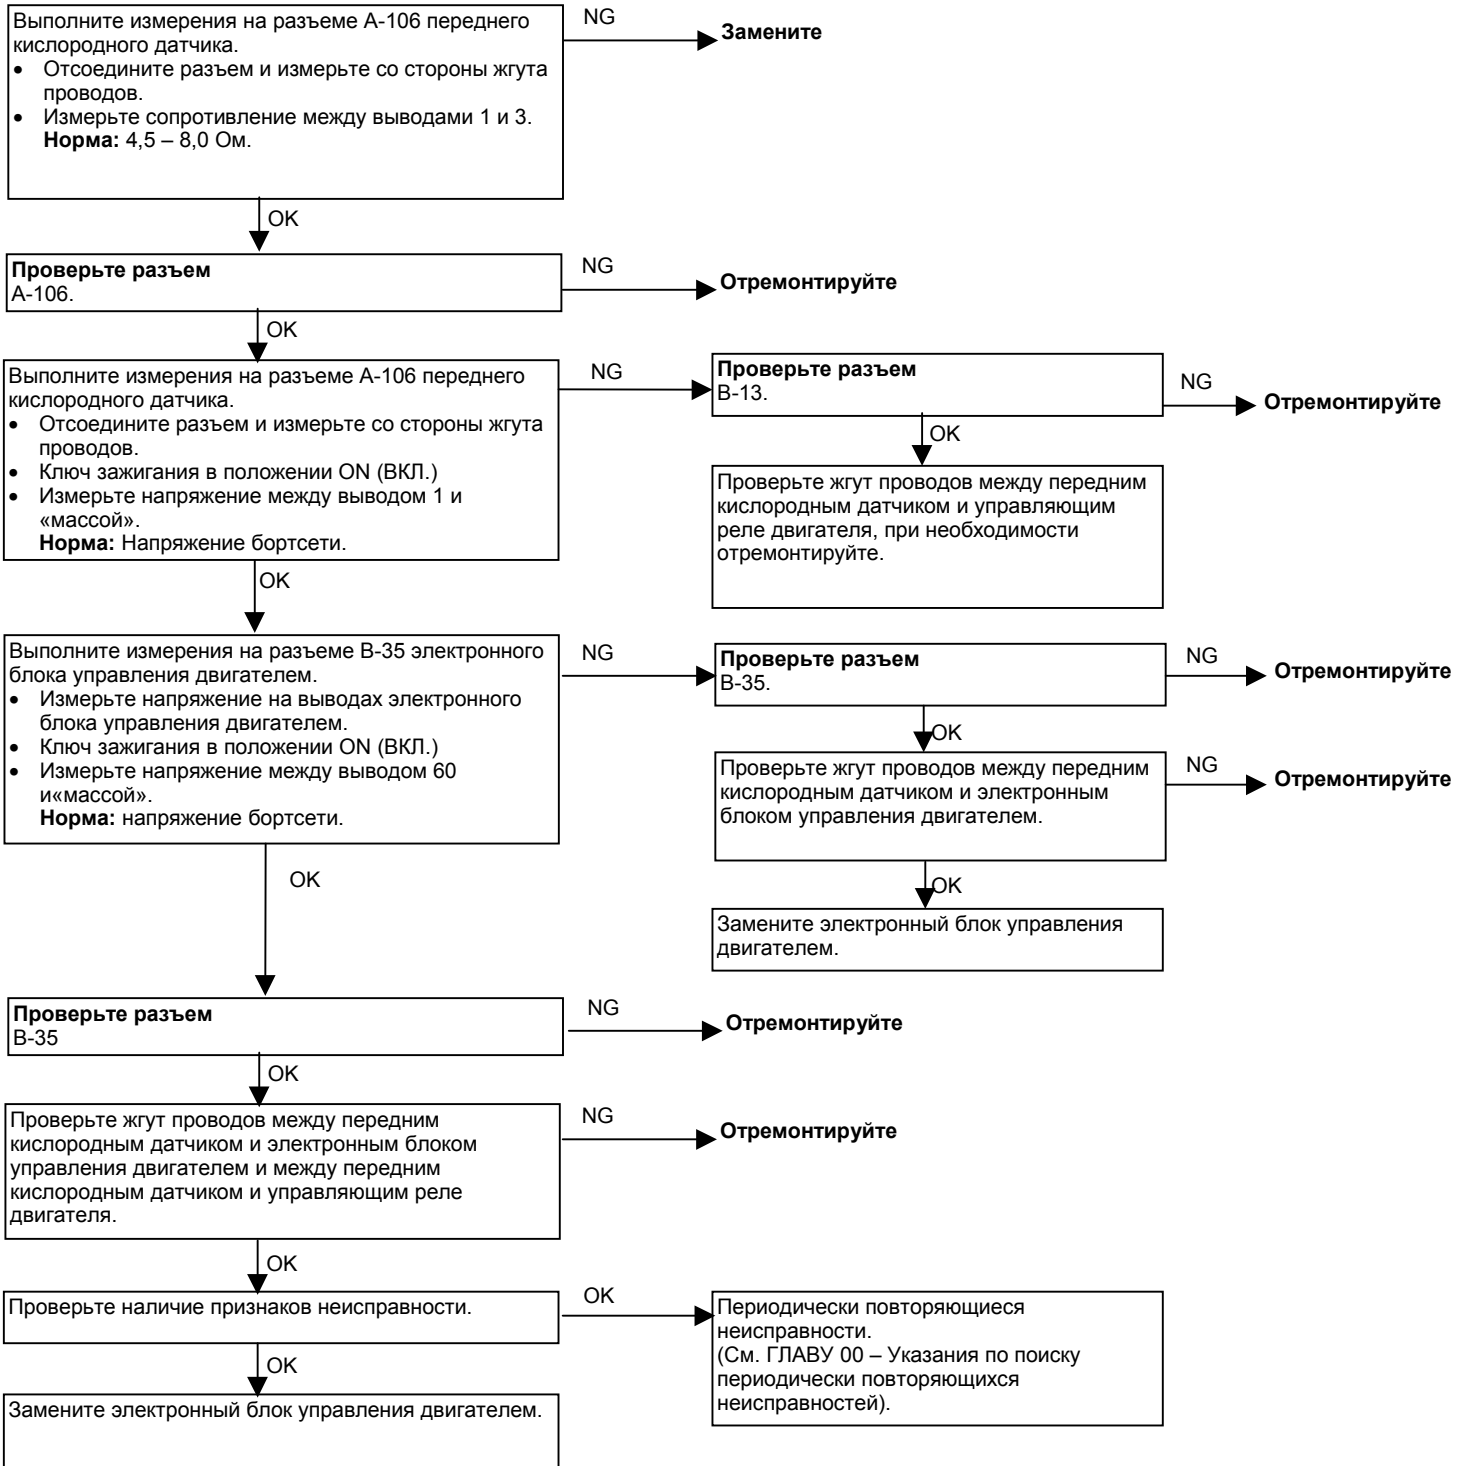 Выполните измерения на разъеме А-106 переднего
кислородного датчика.
• Отсоедините разъем и измерьте со стороны жгута
проводов.
• Измерьте сопротивление между выводами 1 и 3.
Норма: 4,5 – 8,0 Ом.
NG
Замените
OK
Проверьте разъем
А-106.
NG
Отремонтируйте
OK
Выполните измерения на разъеме А-106 переднего
кислородного датчика.
• Отсоедините разъем и измерьте со стороны жгута
проводов.
• Ключ зажигания в положении ON (ВКЛ.)
• Измерьте напряжение между выводом 1 и
«массой».
Норма: Напряжение бортсети.
NG
Проверьте разъем
В-13.
NG
Отремонтируйте
OK
Проверьте жгут проводов между передним
кислородным датчиком и управляющим
реле двигателя, при необходимости
отремонтируйте.
OK
Выполните измерения на разъеме В-35 электронного
блока управления двигателем.
• Измерьте напряжение на выводах электронного
блока управления двигателем.
• Ключ зажигания в положении ON (ВКЛ.)
• Измерьте напряжение между выводом 60
и«массой».
Норма: напряжение бортсети.
NG
Проверьте разъем
В-35.
NG
Отремонтируйте
OK
Проверьте жгут проводов между передним
кислородным датчиком и электронным
блоком управления двигателем.
NG
Отремонтируйте
OK
Замените электронный блок управления
двигателем.
OK
Проверьте разъем
В-35
NG
Отремонтируйте
OK
Проверьте жгут проводов между передним
кислородным датчиком и электронным блоком
управления двигателем и между передним
кислородным датчиком и управляющим реле
двигателя.
NG
Отремонтируйте
OK
Проверьте наличие признаков неисправности.
OK
Периодически повторяющиеся
неисправности.
(См. ГЛАВУ 00 – Указания по поиску
периодически повторяющихся
неисправностей).
OK
Замените электронный блок управления двигателем.